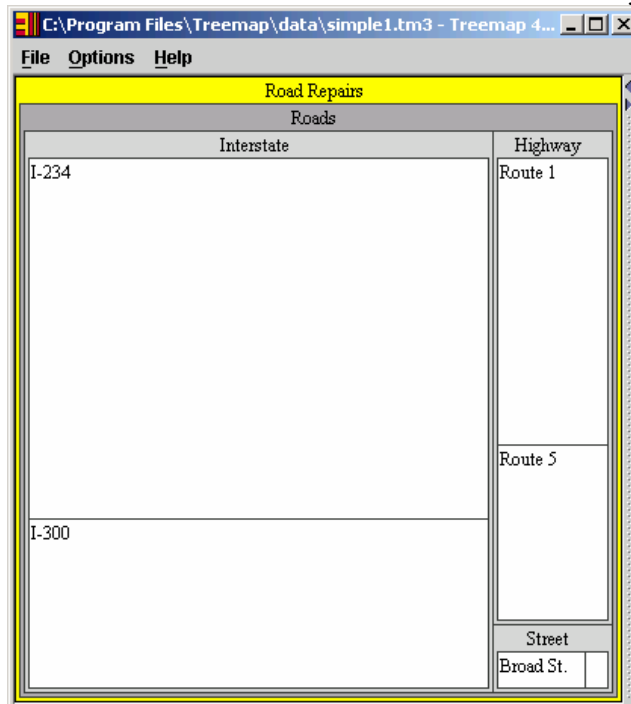 C:\Program Files\Treemap\data\simple1.tm3 - Treemap 4...
File Options Help
Road Repairs
Roads
Interstate
I-234
I-300
Highway
Route 1
Route 5
Street
Broad St.